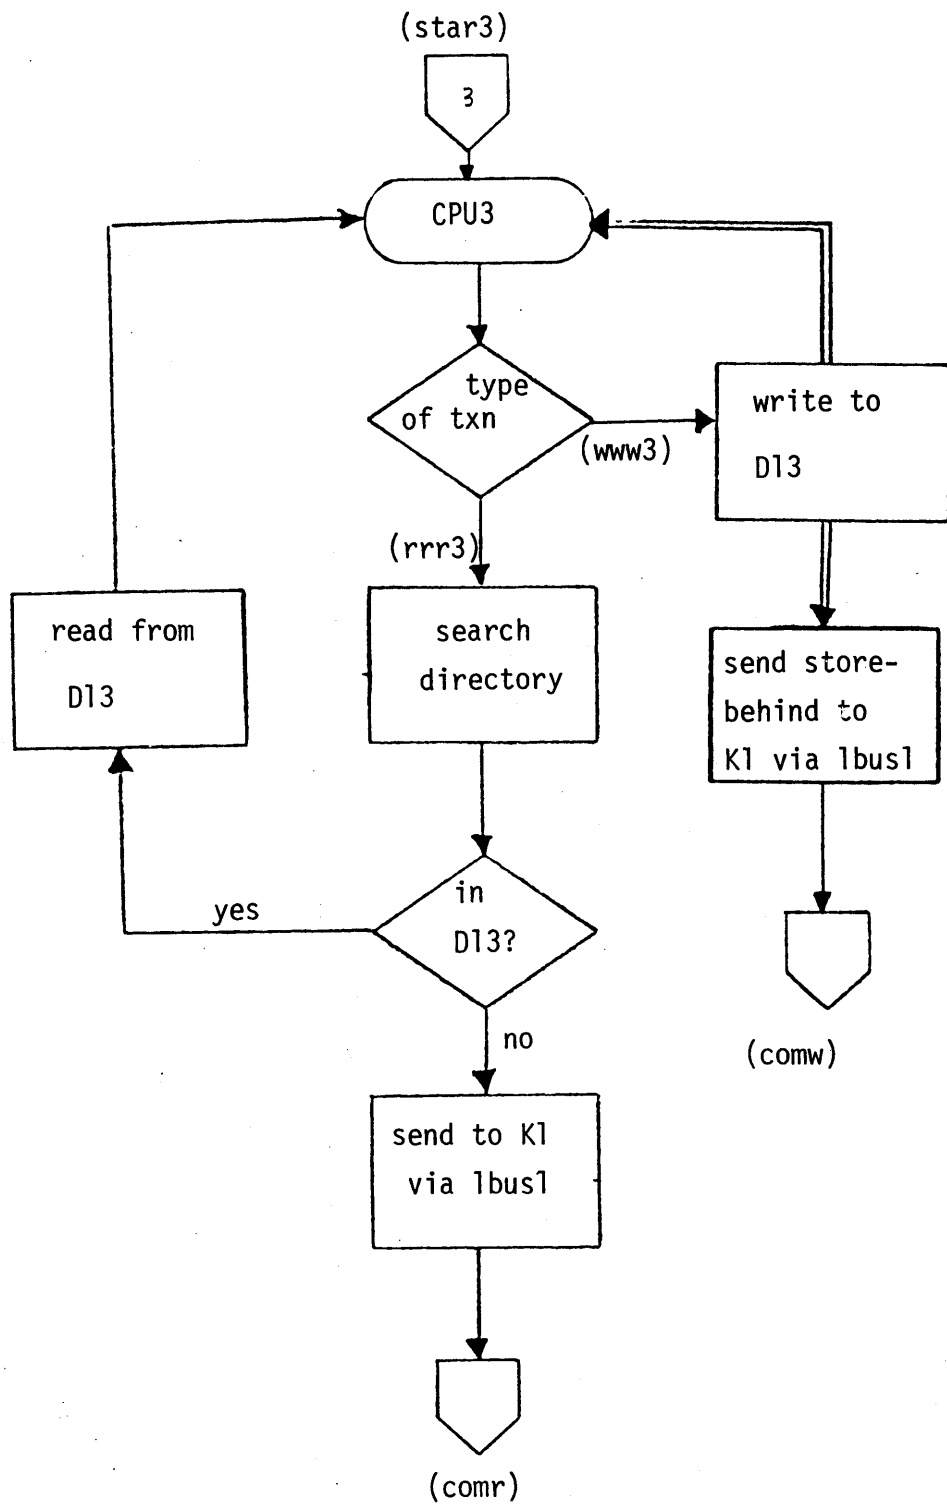 (star3)
3
CPU3
type
of txn
(www3)
write to
D13
(rrr3)
read from
D13
search
directory
send store-
behind to
K1 via lbus1
in
D13?
yes
no
(comw)
send to K1
via lbus1
(comr)